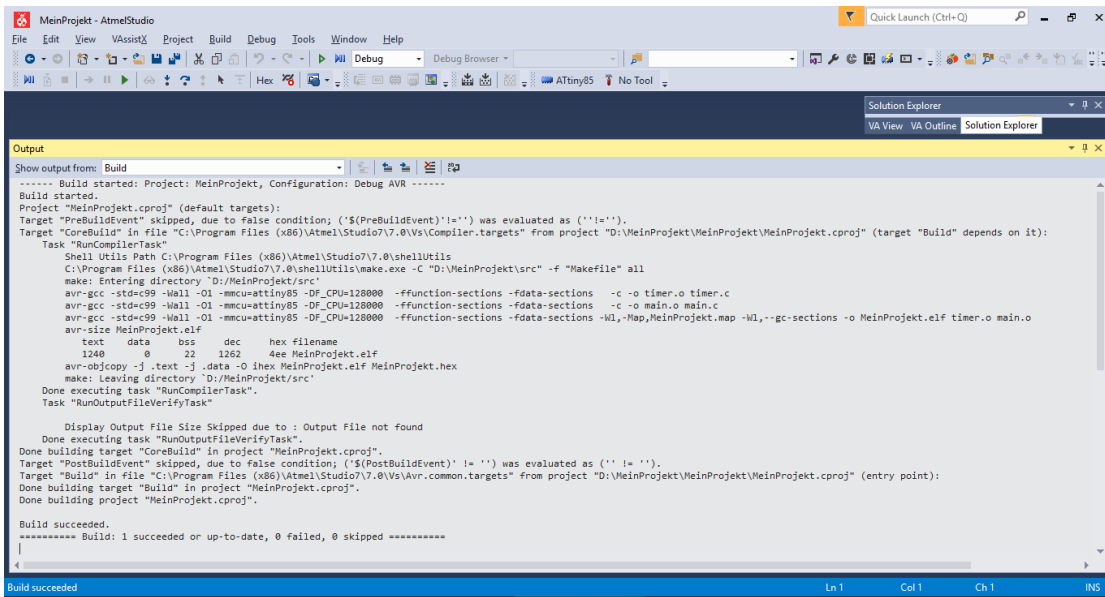 MeinProjekt - AtmelStudio
Quick Launch (Ctrl+Q)
File Edit View VAssistX Project Build Debug Tools Window Help
Debug Debug Browser
Hex ATtiny85 No Tool
Solution Explorer
VA View VA Outline Solution Explorer
Output
Show output from: Build
------ Build started: Project: MeinProjekt, Configuration: Debug AVR ------
Build started.
Project "MeinProjekt.cproj" (default targets):
Target "PreBuildEvent" skipped, due to false condition; ('$(PreBuildEvent)'!='') was evaluated as (''!='').
Target "CoreBuild" in file "C:\Program Files (x86)\Atmel\Studio7\7.0\Vs\Compiler.targets" from project "D:\MeinProjekt\MeinProjekt\MeinProjekt.cproj" (target "Build" depends on it):
Task "RunCompilerTask"
Shell Utils Path C:\Program Files (x86)\Atmel\Studio7\7.0\shellUtils
C:\Program Files (x86)\Atmel\Studio7\7.0\shellUtils\make.exe -C "D:\MeinProjekt\src" -f "Makefile" all
make: Entering directory `D:/MeinProjekt/src'
avr-gcc -std=c99 -Wall -O1 -mmcu=attiny85 -DF_CPU=128000 -ffunction-sections -fdata-sections -c -o timer.o timer.c
avr-gcc -std=c99 -Wall -O1 -mmcu=attiny85 -DF_CPU=128000 -ffunction-sections -fdata-sections -c -o main.o main.c
avr-gcc -std=c99 -Wall -O1 -mmcu=attiny85 -DF_CPU=128000 -ffunction-sections -fdata-sections -Wl,-Map,MeinProjekt.map -Wl,--gc-sections -o MeinProjekt.elf timer.o main.o
avr-size MeinProjekt.elf
text data bss dec hex filename
1240 0 22 1262 4ee MeinProjekt.elf
avr-objcopy -j .text -j .data -O ihex MeinProjekt.elf MeinProjekt.hex
make: Leaving directory `D:/MeinProjekt/src'
Done executing task "RunCompilerTask".
Task "RunOutputFileVerifyTask"
Display Output File Size Skipped due to : Output File not found
Done executing task "RunOutputFileVerifyTask".
Done building target "CoreBuild" in project "MeinProjekt.cproj".
Target "PostBuildEvent" skipped, due to false condition; ('$(PostBuildEvent)' != '') was evaluated as ('' != '').
Target "Build" in file "C:\Program Files (x86)\Atmel\Studio7\7.0\Vs\Avr.common.targets" from project "D:\MeinProjekt\MeinProjekt\MeinProjekt.cproj" (entry point):
Done building target "Build" in project "MeinProjekt.cproj".
Done building project "MeinProjekt.cproj".
Build succeeded.
========== Build: 1 succeeded or up-to-date, 0 failed, 0 skipped ==========
Build succeeded Ln 1 Col 1 Ch 1 INS